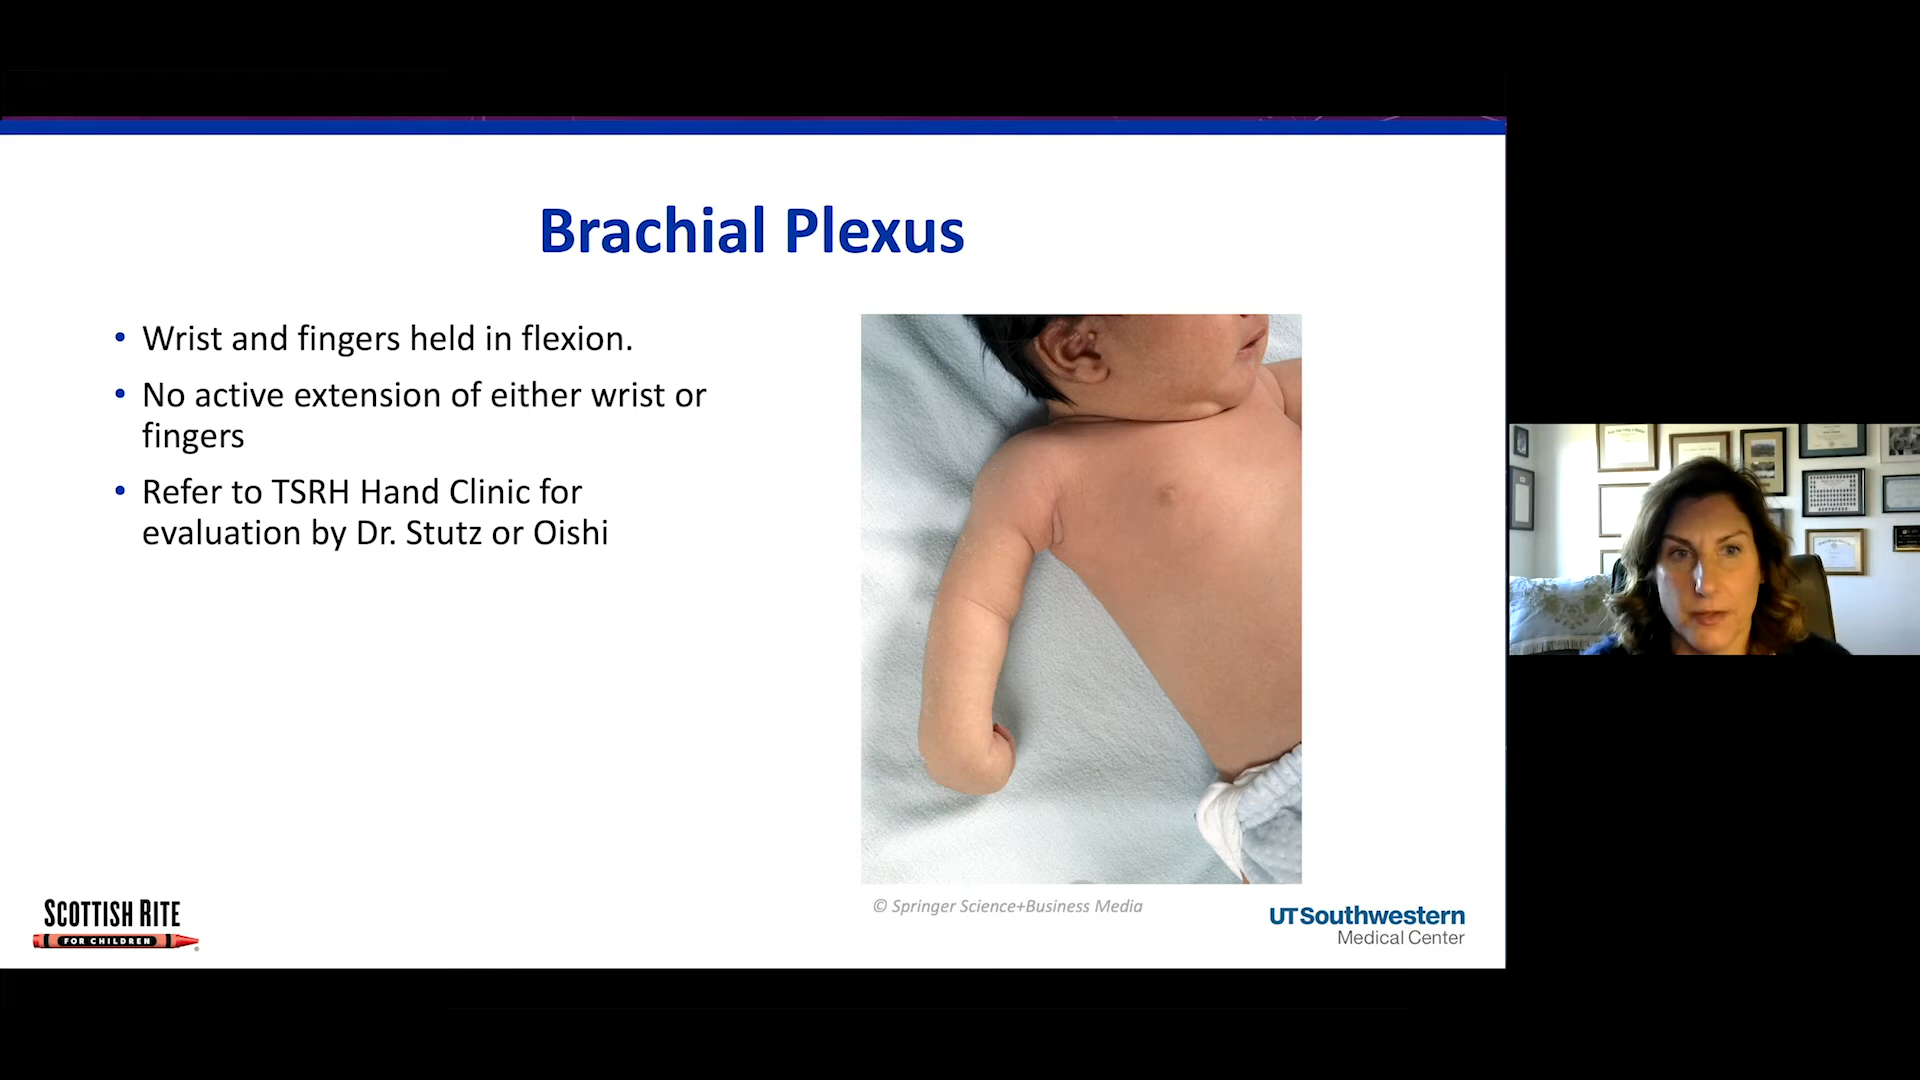 Brachial Plexus
• Wrist and fingers held in flexion.
• No active extension of either wrist or
fingers
• Refer to TSRH Hand Clinic for
evaluation by Dr. Stutz or Oishi
© Springer Science+Business Media
SCOTTISH RITE
FOR CHILDREN
®
UTSouthwestern
Medical Center